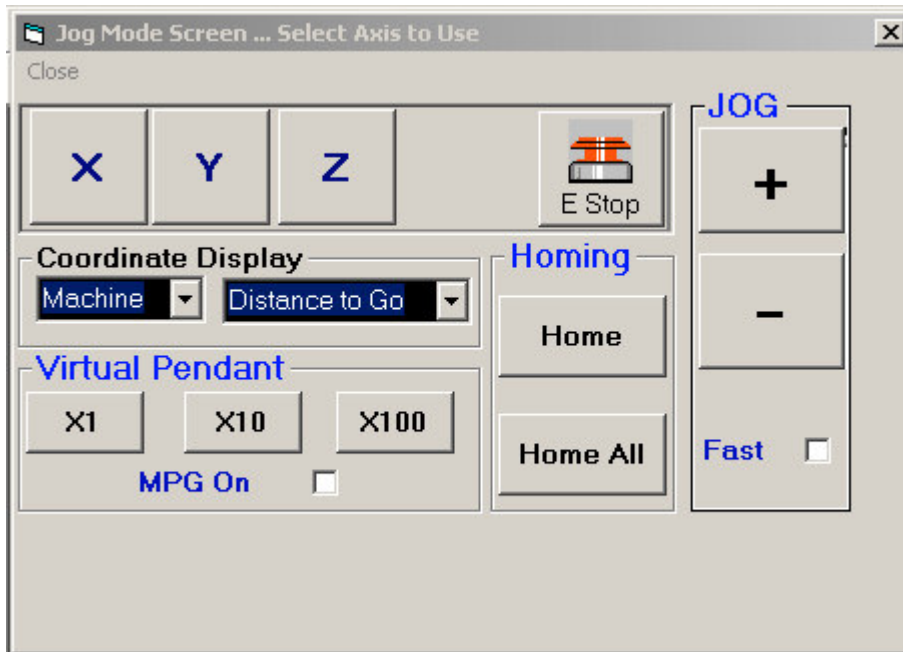 Jog Mode Screen ... Select Axis to Use
Close
X Y Z
E Stop
JOG
+
-
Fast
Coordinate Display
Machine Distance to Go
Virtual Pendant
X1 X10 X100
MPG On
Homing
Home
Home All